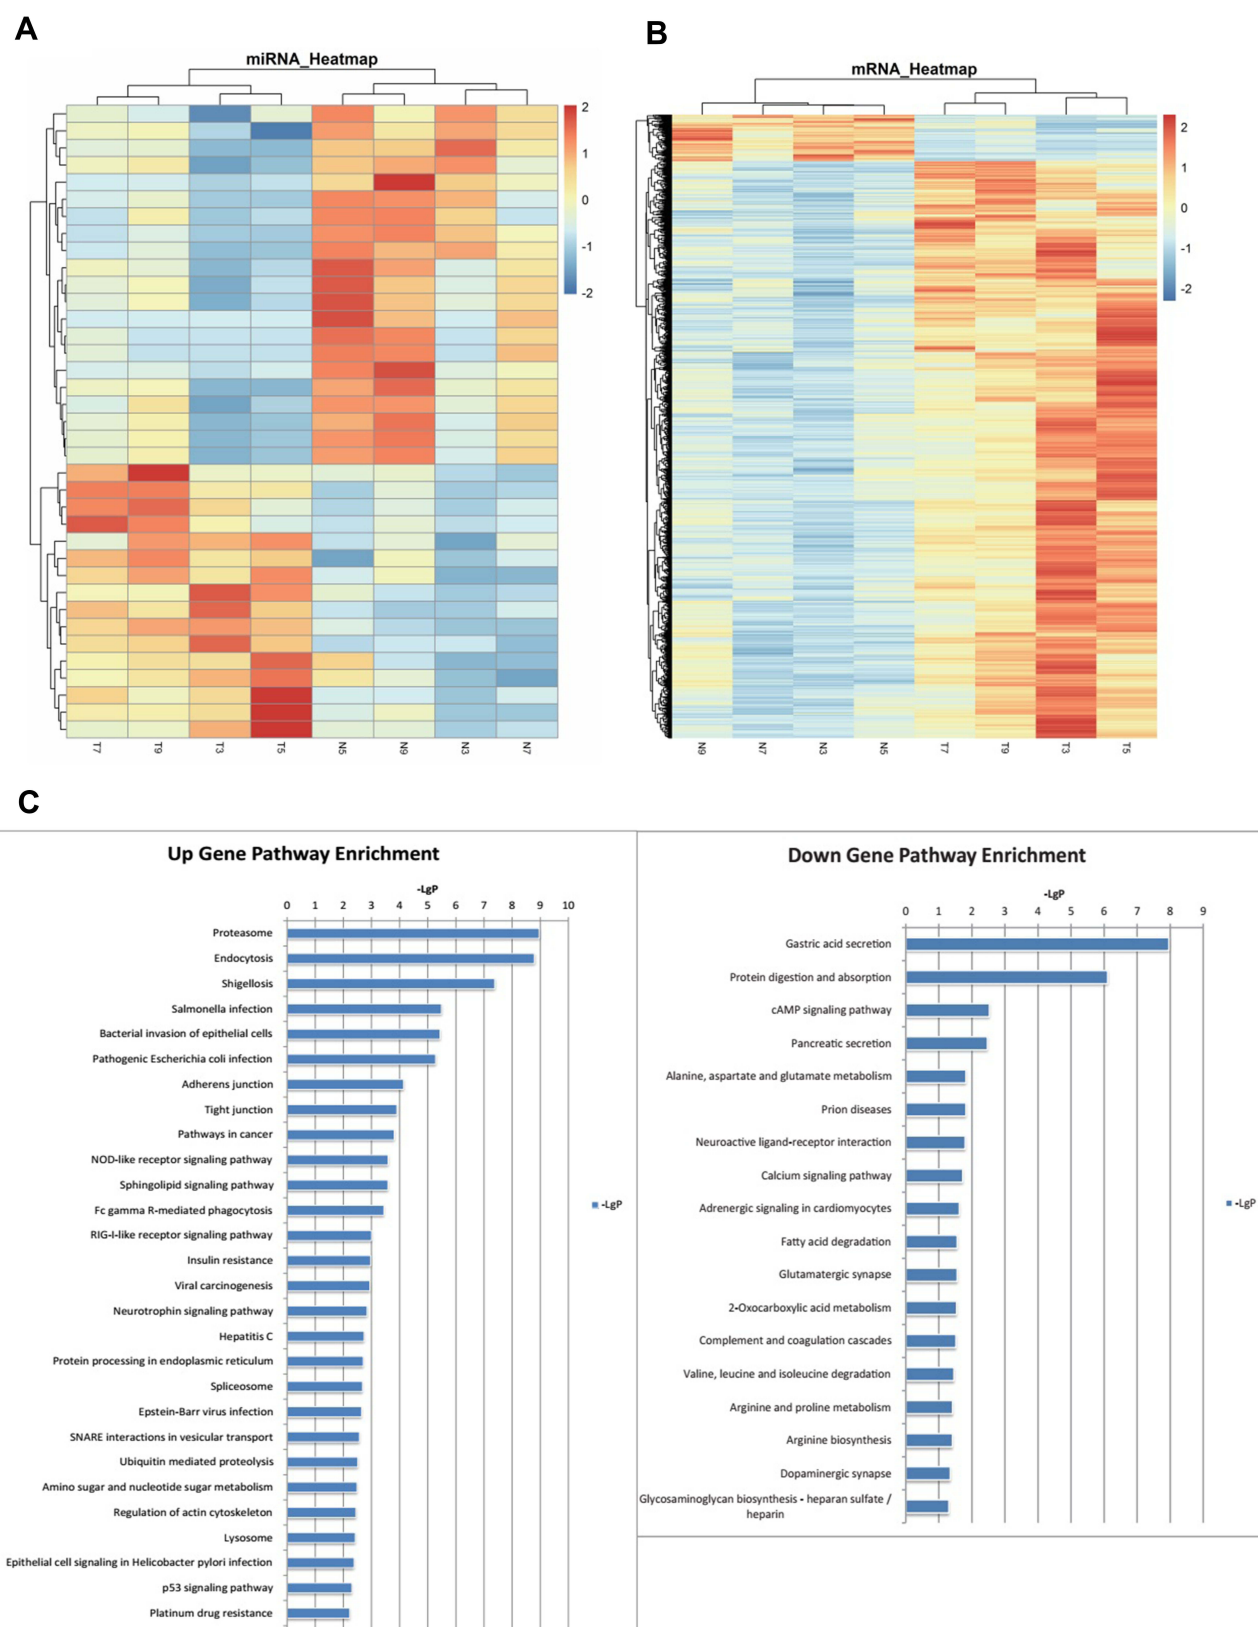 A
miRNA_Heatmap
2
1
0
-1
-2
T7
T9
T3
T5
N5
N9
N3
N7
B
mRNA_Heatmap
2
1
0
-1
-2
N9
N7
N3
N5
T7
T9
T3
T5
C
Up Gene Pathway Enrichment
-LgP
0 1 2 3 4 5 6 7 8 9 10
Proteasome
Endocytosis
Shigellosis
Salmonella infection
Bacterial invasion of epithelial cells
Pathogenic Escherichia coli infection
Adherens junction
Tight junction
Pathways in cancer
NOD-like receptor signaling pathway
Sphingolipid signaling pathway
Fc gamma R-mediated phagocytosis
RIG-I-like receptor signaling pathway
Insulin resistance
Viral carcinogenesis
Neurotrophin signaling pathway
Hepatitis C
Protein processing in endoplasmic reticulum
Spliceosome
Epstein-Barr virus infection
SNARE interactions in vesicular transport
Ubiquitin mediated proteolysis
Amino sugar and nucleotide sugar metabolism
Regulation of actin cytoskeleton
Lysosome
Epithelial cell signaling in Helicobacter pylori infection
p53 signaling pathway
Platinum drug resistance
-LgP
Down Gene Pathway Enrichment
-LgP
0 1 2 3 4 5 6 7 8 9
Gastric acid secretion
Protein digestion and absorption
cAMP signaling pathway
Pancreatic secretion
Alanine, aspartate and glutamate metabolism
Prion diseases
Neuroactive ligand-receptor interaction
Calcium signaling pathway
Adrenergic signaling in cardiomyocytes
Fatty acid degradation
Glutamatergic synapse
2-Oxocarboxylic acid metabolism
Complement and coagulation cascades
Valine, leucine and isoleucine degradation
Arginine and proline metabolism
Arginine biosynthesis
Dopaminergic synapse
Glycosaminoglycan biosynthesis - heparan sulfate /
heparin
-LgP